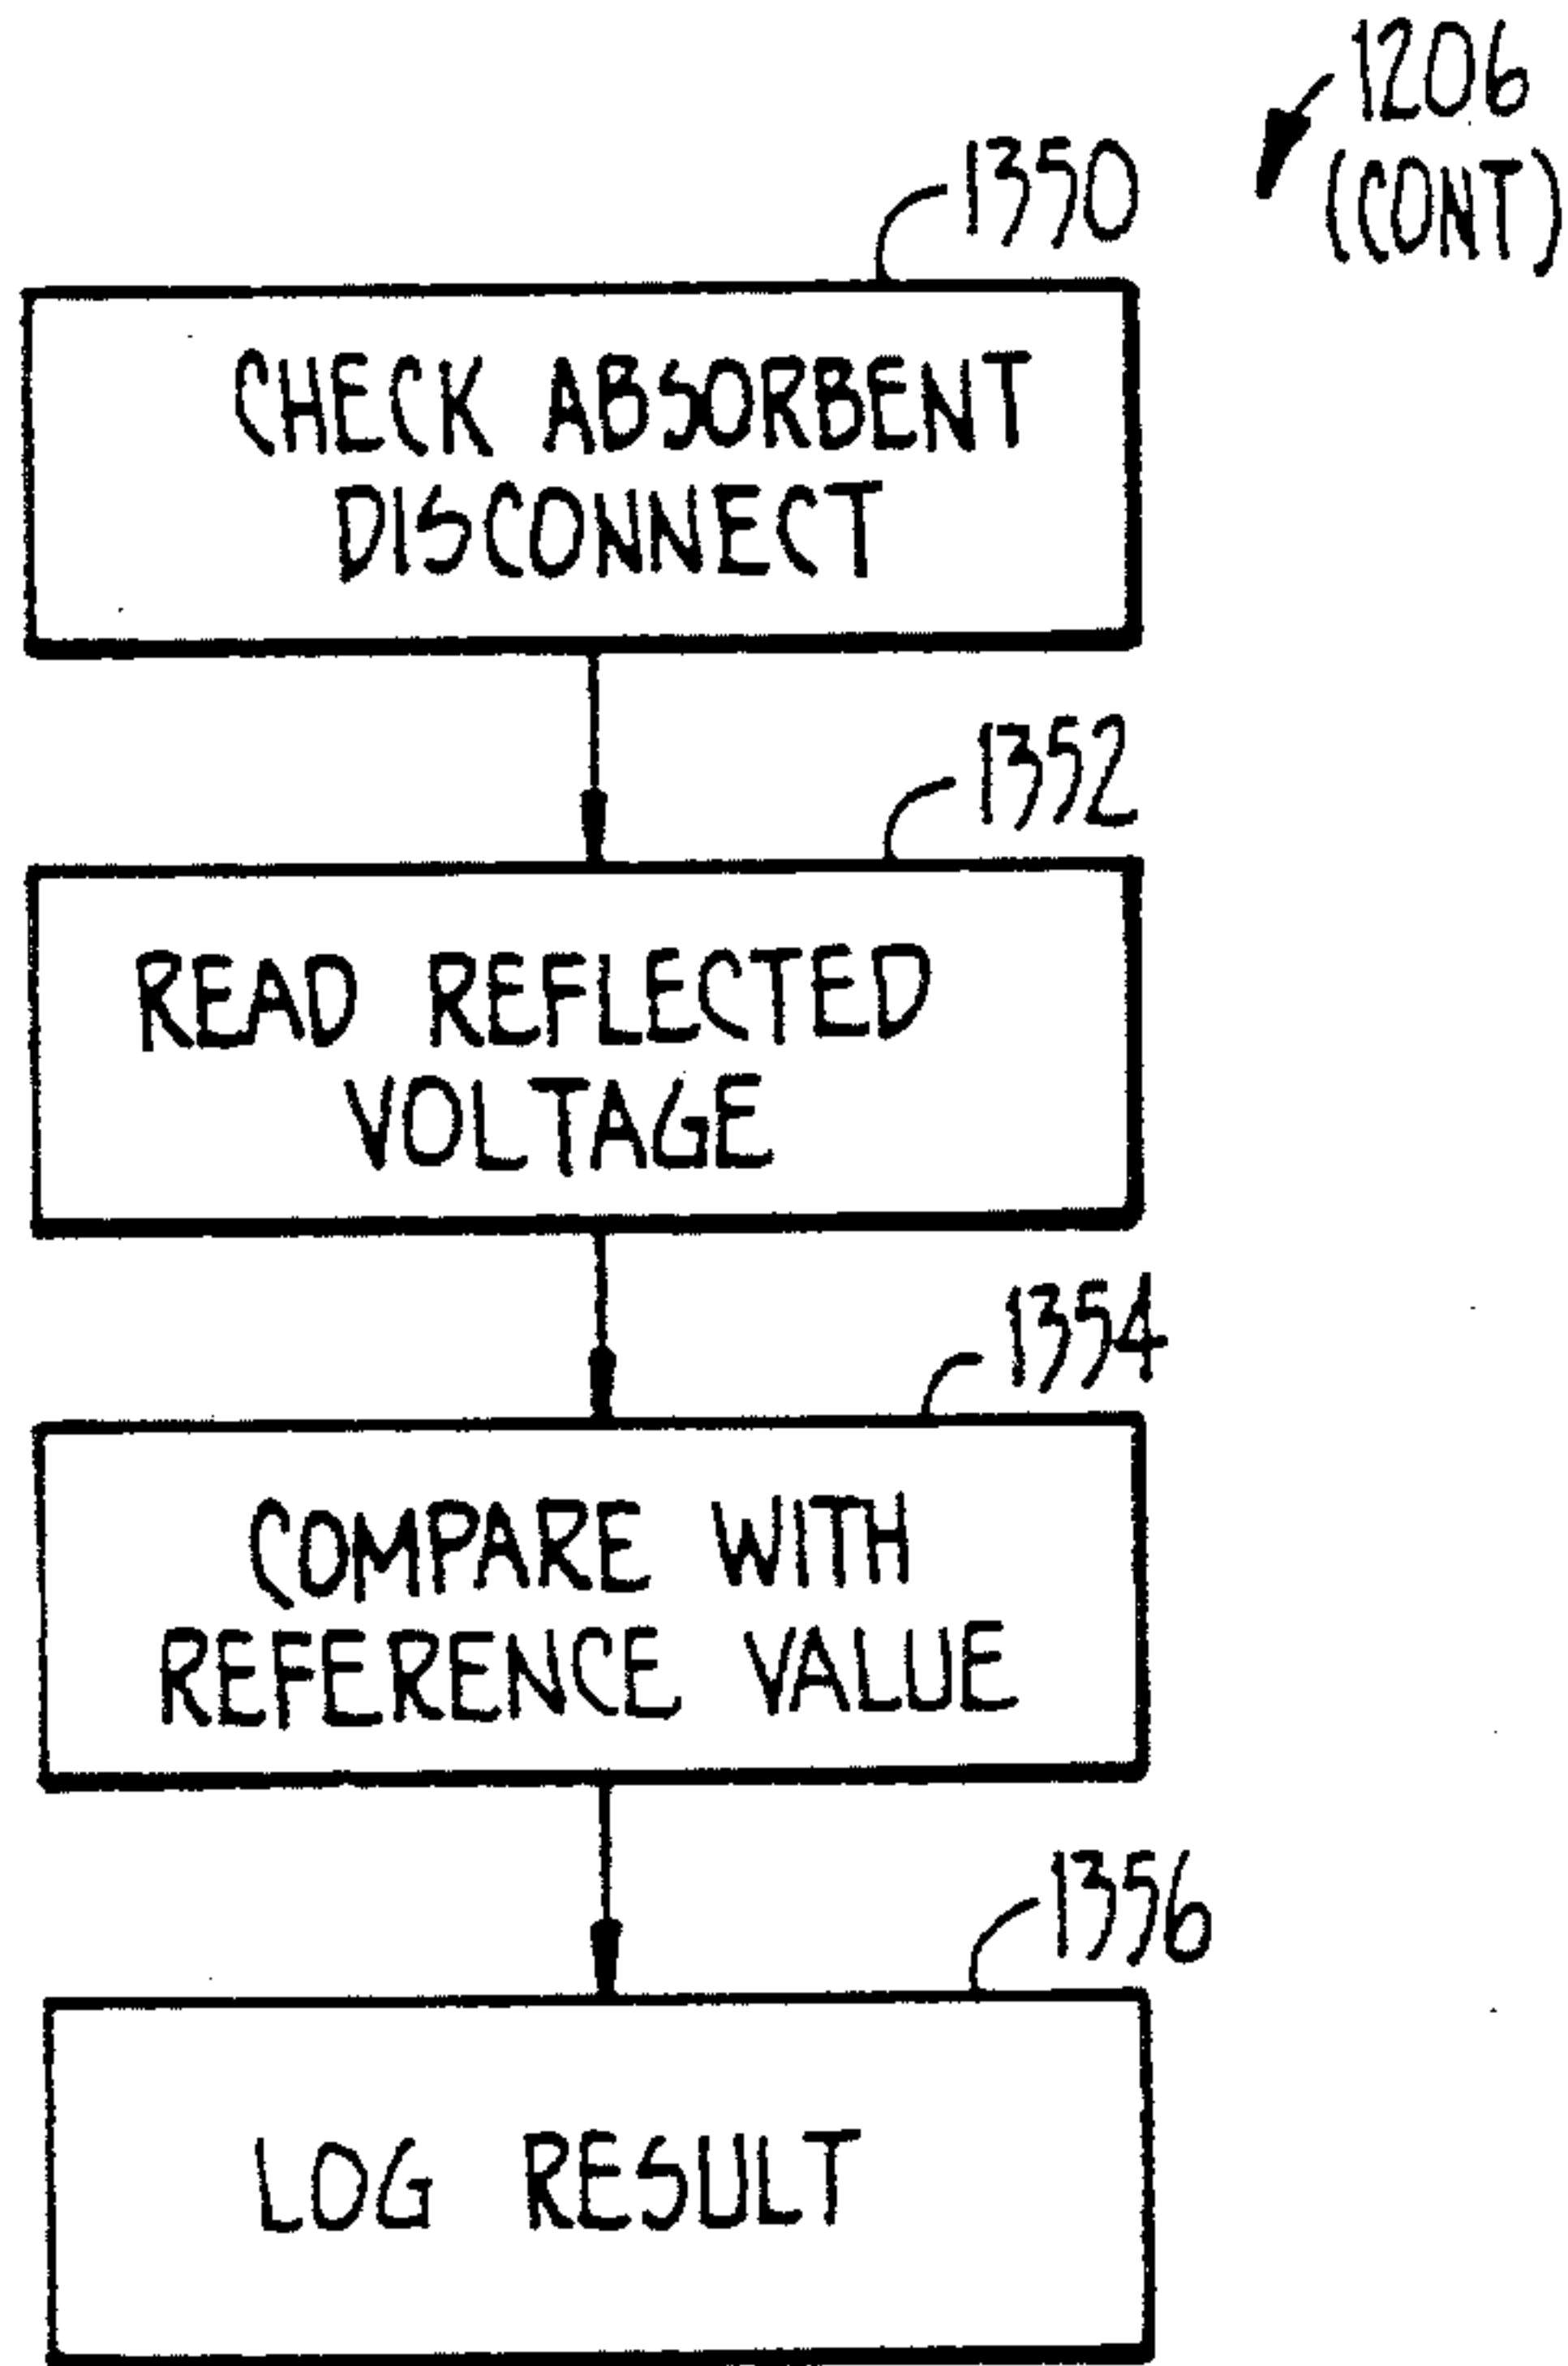 1206
(CONT)
1350
CHECK ABSORBENT
DISCONNECT
1352
READ REFLECTED
VOLTAGE
1354
COMPARE WITH
REFERENCE VALUE
1356
LOG RESULT